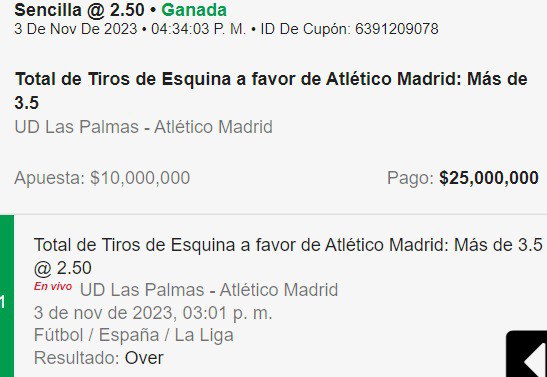 Sencilla @ 2.50 • Ganada
3 De Nov De 2023 • 04:34:03 P. M. • ID De Cupón: 6391209078
Total de Tiros de Esquina a favor de Atlético Madrid: Más de
3.5
UD Las Palmas - Atlético Madrid
Apuesta: $10,000,000 Pago: $25,000,000
Total de Tiros de Esquina a favor de Atlético Madrid: Más de 3.5
@ 2.50
1 En vivo UD Las Palmas - Atlético Madrid
3 de nov de 2023, 03:01 p. m.
Fútbol / España / La Liga
Resultado: Over